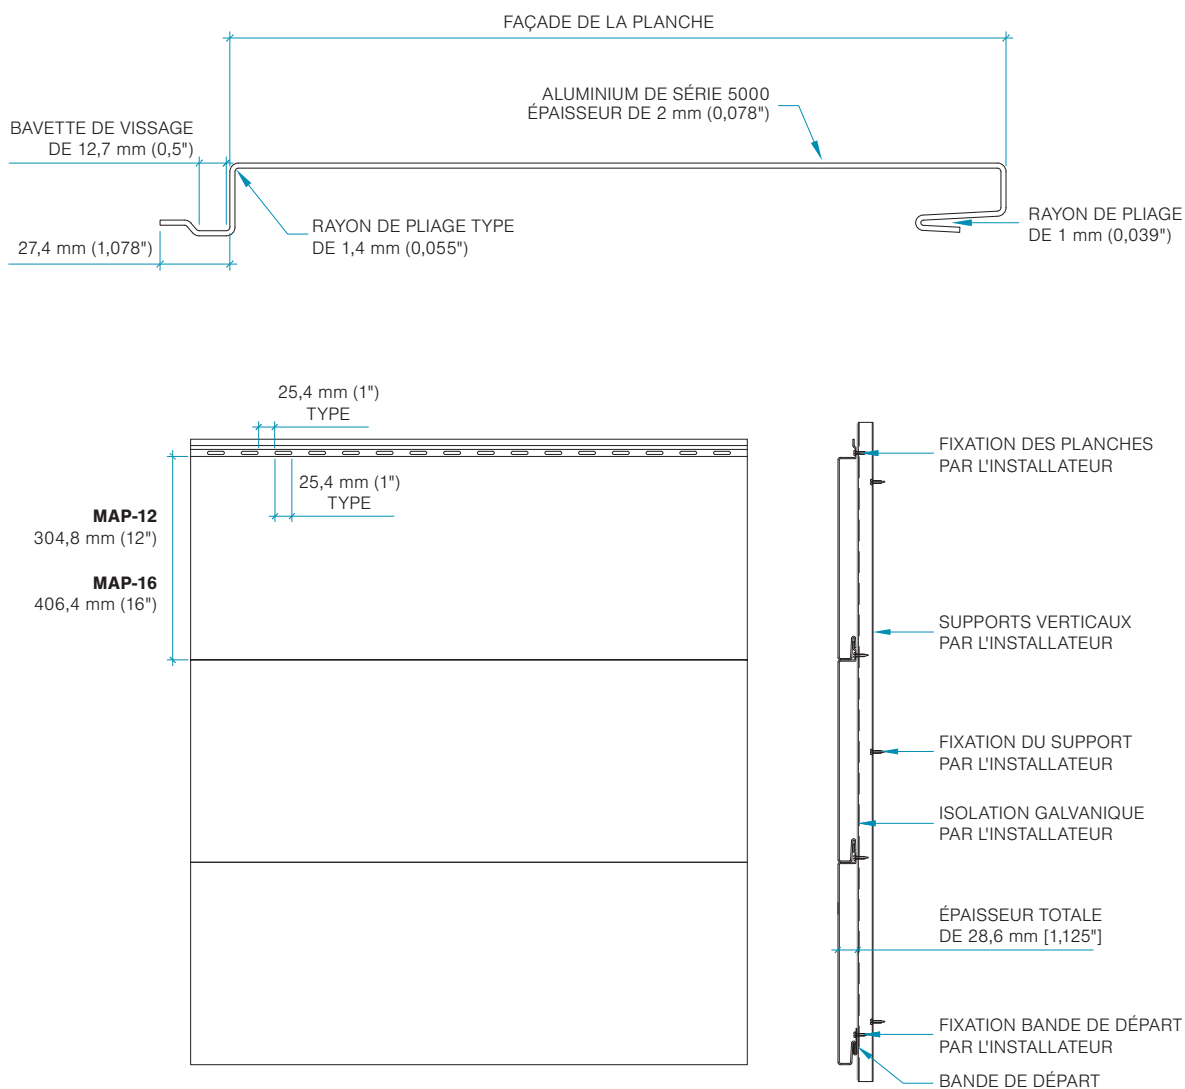 FAÇADE DE LA PLANCHE
ALUMINIUM DE SÉRIE 5000
ÉPAISSEUR DE 2 mm (0,078")
BAVETTE DE VISSAGE
DE 12,7 mm (0,5")
RAYON DE PLIAGE TYPE
DE 1,4 mm (0,055")
RAYON DE PLIAGE
DE 1 mm (0,039")
27,4 mm (1,078")
25,4 mm (1")
TYPE
25,4 mm (1")
TYPE
MAP-12
304,8 mm (12")
MAP-16
406,4 mm (16")
FIXATION DES PLANCHES
PAR L'INSTALLATEUR
SUPPORTS VERTICAUX
PAR L'INSTALLATEUR
FIXATION DU SUPPORT
PAR L'INSTALLATEUR
ISOLATION GALVANIQUE
PAR L'INSTALLATEUR
ÉPAISSEUR TOTALE
DE 28,6 mm [1,125"]
FIXATION BANDE DE DÉPART
PAR L'INSTALLATEUR
BANDE DE DÉPART